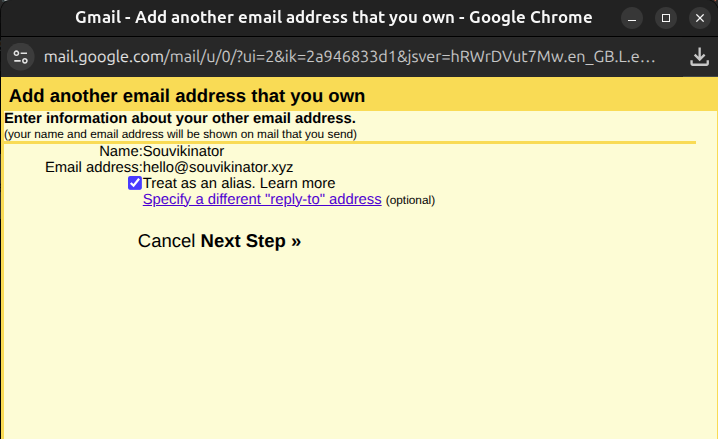 Gmail - Add another email address that you own - Google Chrome
mail.google.com/mail/u/0/?ui=2&ik=2a946833d1&jsver=hRWrDVut7Mw.en_GB.L.e…
Add another email address that you own
Enter information about your other email address.
(your name and email address will be shown on mail that you send)
Name:Souvikinator
Email address:hello@souvikinator.xyz
Treat as an alias. Learn more
Specify a different "reply-to" address (optional)
Cancel Next Step »